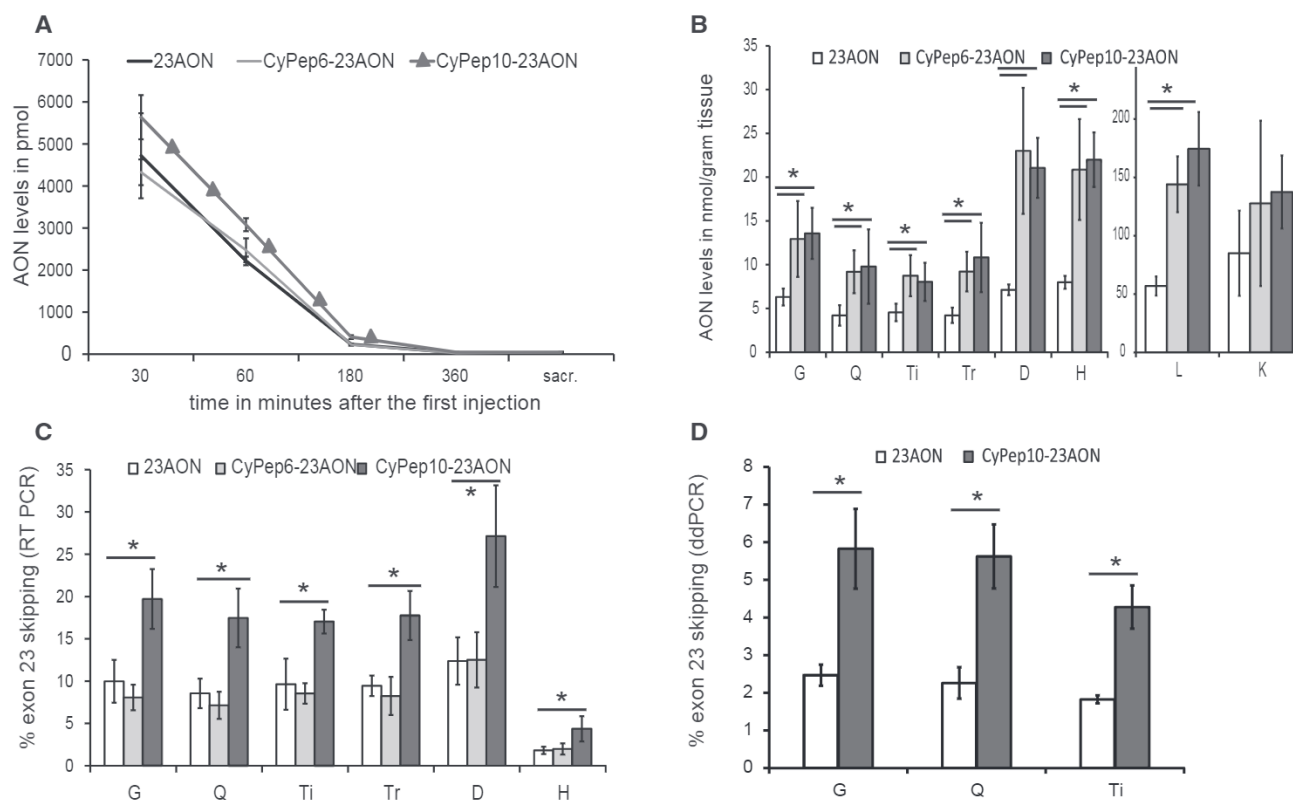 A
23AON CyPep6-23AON CyPep10-23AON
AON levels in pmol
7000
6000
5000
4000
3000
2000
1000
0
30 60 180 360 sacr.
time in minutes after the first injection
B
23AON CyPep6-23AON CyPep10-23AON
AON levels in nmol/gram tissue
35
30
25
20
15
10
5
0
* * * * * *
200
150
100
50
0
G Q Ti Tr D H L K
C
23AON CyPep6-23AON CyPep10-23AON
% exon 23 skipping (RT PCR)
35
30
25
20
15
10
5
0
* * * * * *
G Q Ti Tr D H
D
23AON CyPep10-23AON
% exon 23 skipping (ddPCR)
8
7
6
5
4
3
2
1
0
* * *
G Q Ti